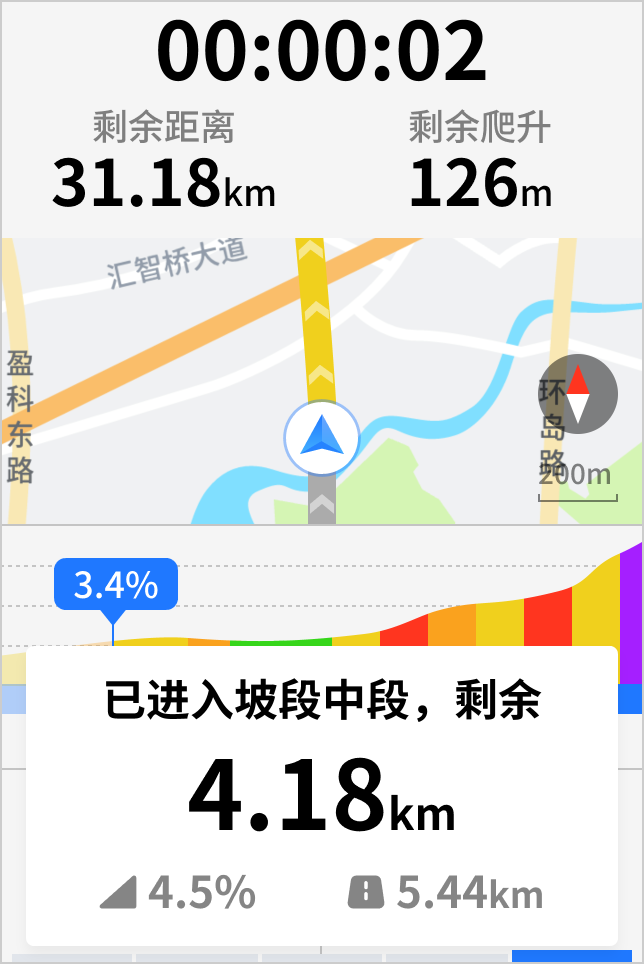 00:00:02
剩余距离
剩余爬升
31.18km
126m
汇智桥大道
盈科东路
环岛路
200m
3.4%
已进入坡段中段，剩余
4.18km
4.5%
5.44km